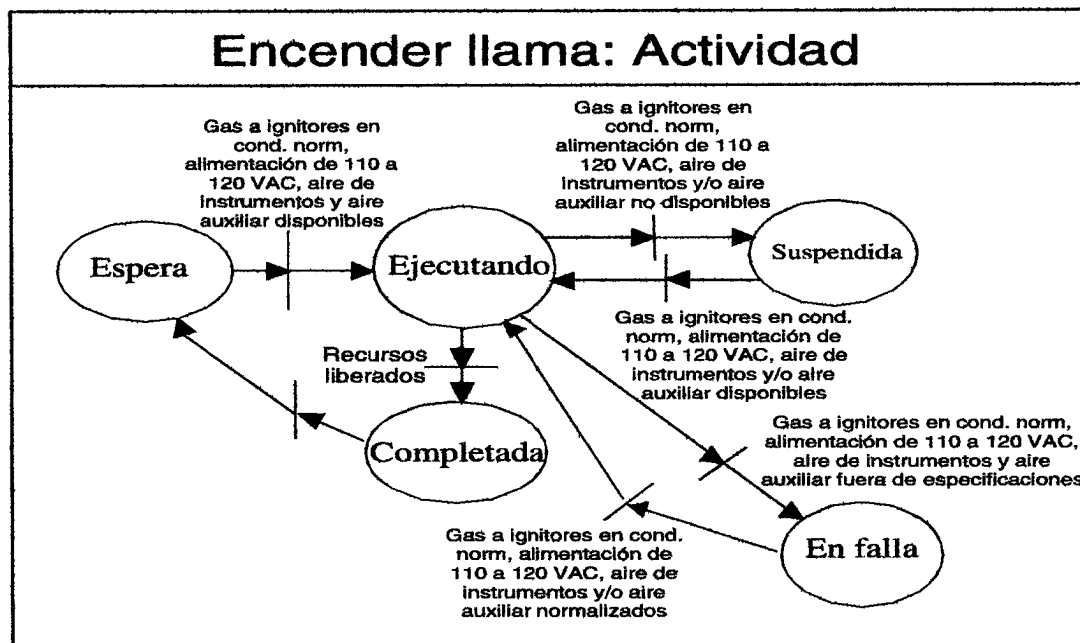 Encender llama: Actividad
Gas a ignitores en
cond. norm,
alimentación de 110 a
120 VAC, aire de
instrumentos y aire
auxiliar disponibles
Gas a ignitores en
cond. norm,
alimentación de 110 a
120 VAC, aire de
instrumentos y/o aire
auxiliar no disponibles
Espera
Ejecutando
Suspendida
Gas a ignitores en cond.
norm, alimentación de
110 a 120 VAC, aire de
instrumentos y/o aire
auxiliar disponibles
Recursos
liberados
Completada
Gas a ignitores en cond. norm,
alimentación de 110 a 120 VAC,
aire de instrumentos y aire
auxiliar fuera de especificaciones
Gas a ignitores en cond.
norm, alimentación de
110 a 120 VAC, aire de
instrumentos y/o aire
auxiliar normalizados
En falla